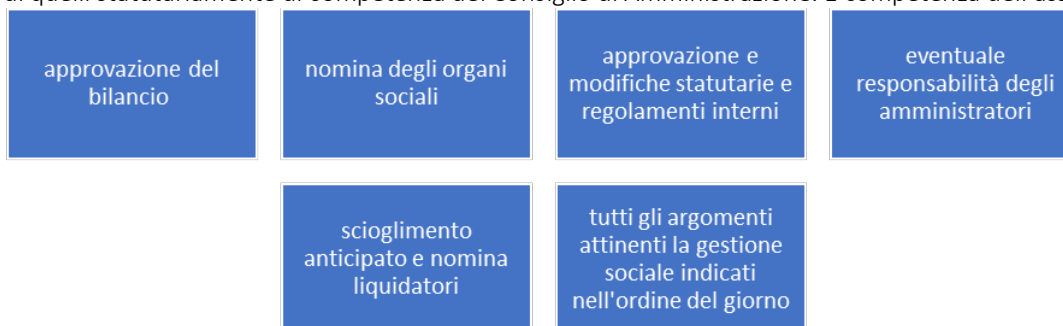 approvazione del
bilancio
nomina degli organi
sociali
approvazione e
modifiche statutarie e
regolamenti interni
eventuale
responsabilità degli
amministratori
scioglimento
anticipato e nomina
liquidatori
tutti gli argomenti
attinenti la gestione
sociale indicati
nell'ordine del giorno